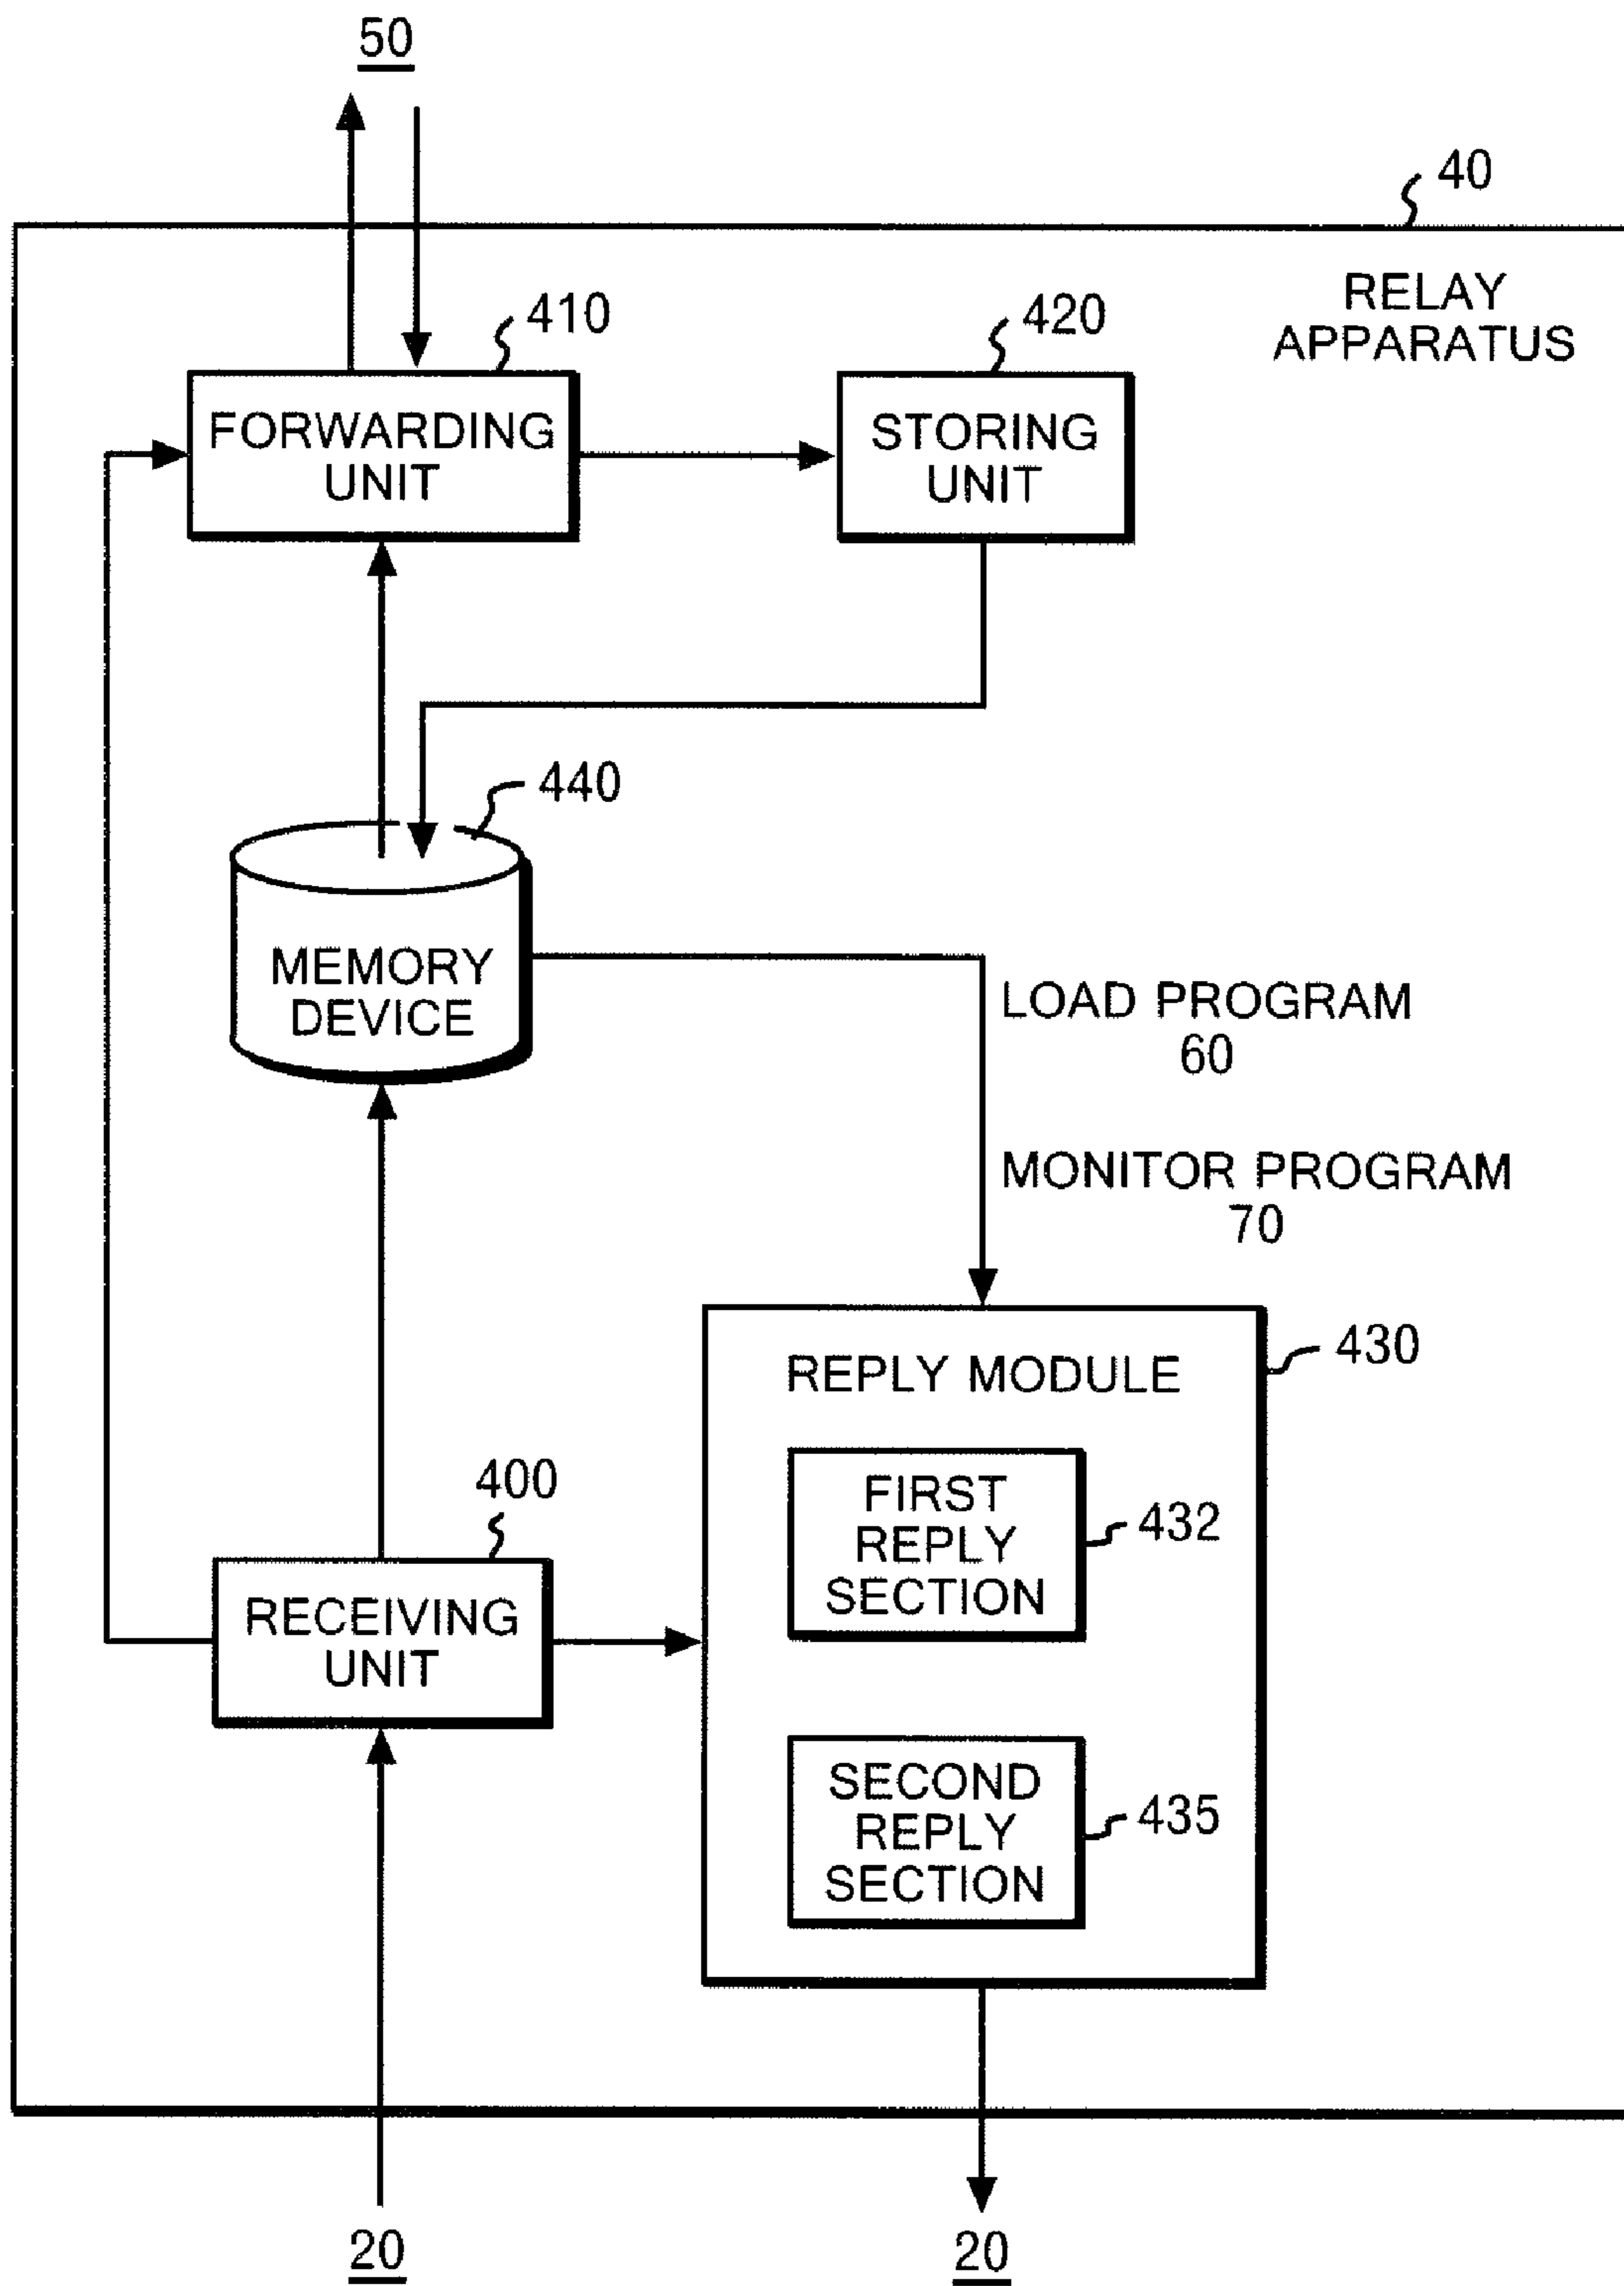 50
40
RELAY
APPARATUS
410
420
FORWARDING
UNIT
STORING
UNIT
440
MEMORY
DEVICE
LOAD PROGRAM
60
MONITOR PROGRAM
70
430
REPLY MODULE
400
FIRST
REPLY
SECTION
432
RECEIVING
UNIT
SECOND
REPLY
SECTION
435
20
20